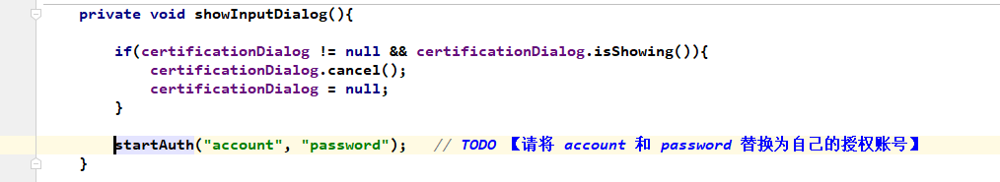 private void showInputDialog(){
if(certificationDialog != null && certificationDialog.isShowing()){
certificationDialog.cancel();
certificationDialog = null;
}
startAuth("account", "password");   // TODO 【请将 account 和 password 替换为自己的授权账号】
}